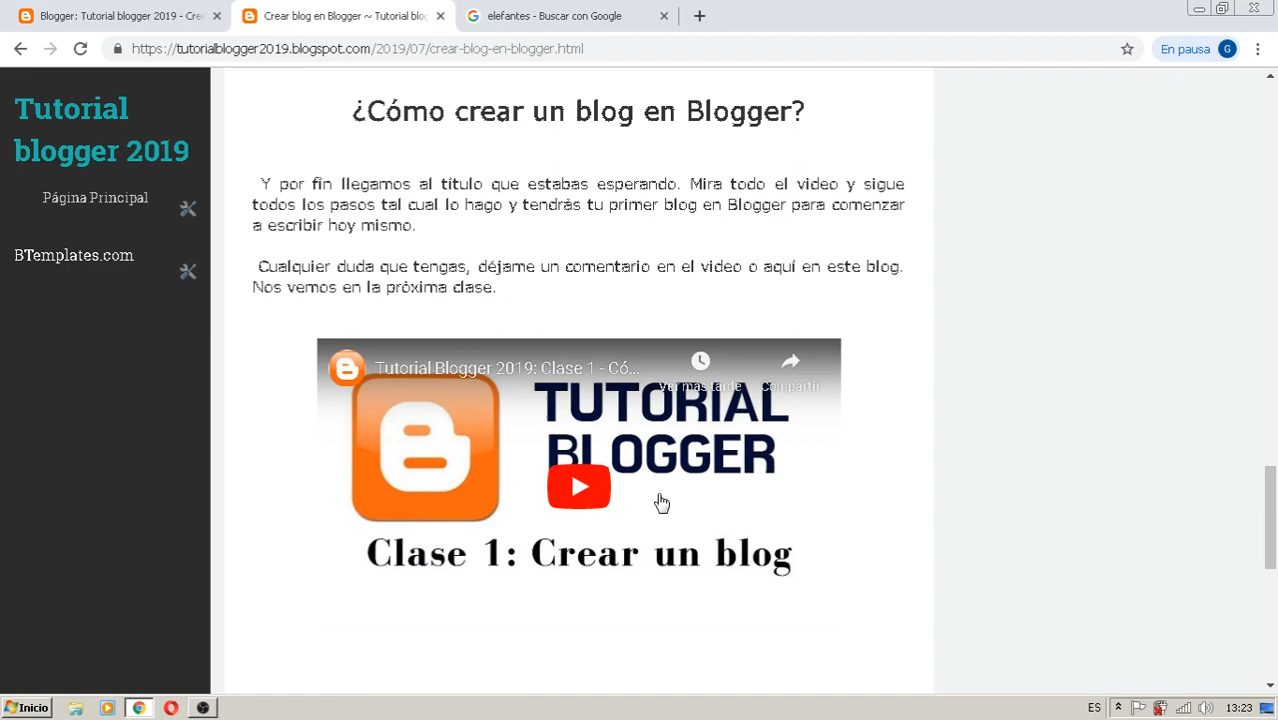 Blogger: Tutorial blogger 2019 - Cre
Crear blog en Blogger ~ Tutorial blog
elefantes - Buscar con Google
https://tutorialblogger2019.blogspot.com/2019/07/crear-blog-en-blogger.html
En pausa
G
Tutorial
blogger 2019
Página Principal
BTemplates.com
¿Cómo crear un blog en Blogger?
Y por fín llegamos al título que estabas esperando. Mira todo el video y sigue
todos los pasos tal cual lo hago y tendrás tu primer blog en Blogger para comenzar
a escribir hoy mismo.
Cualquier duda que tengas, déjame un comentario en el video o aquí en este blog.
Nos vemos en la próxima clase.
Tutorial Blogger 2019: Clase 1 - Có...
Ver más tarde
Compartir
TUTORIAL
BLOGGER
Clase 1: Crear un blog
Inicio
ES
13:23